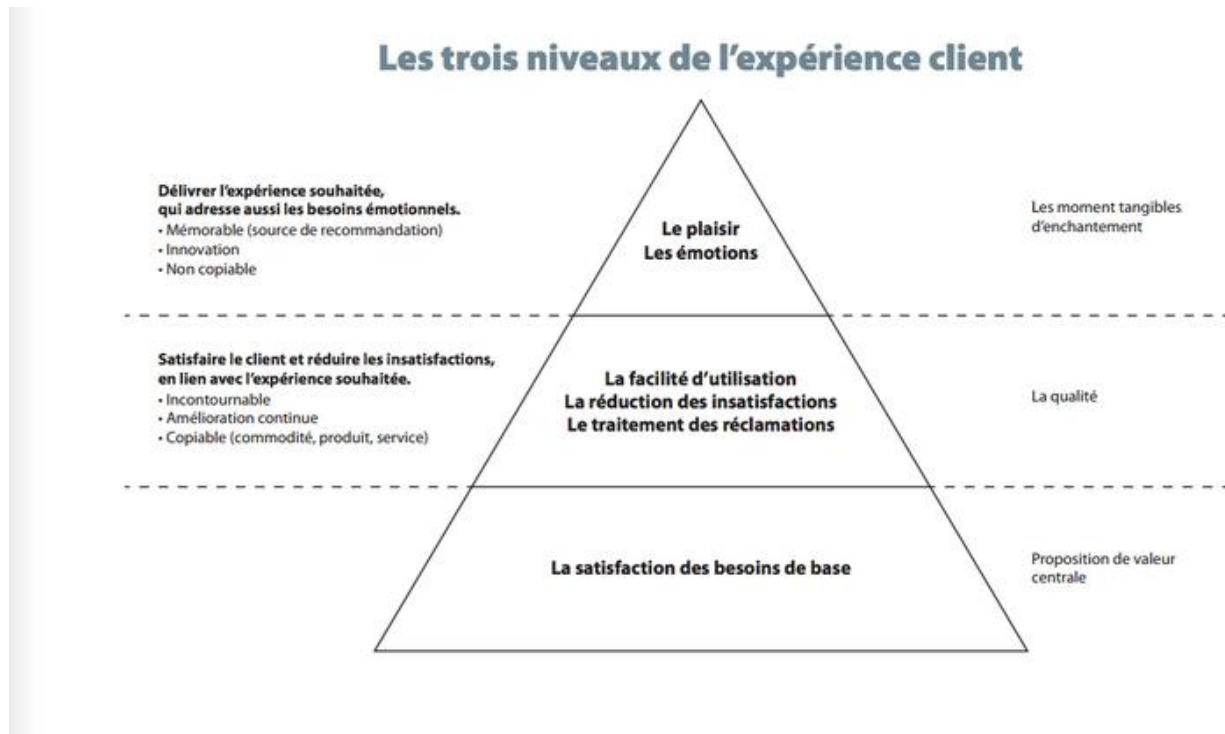 Les trois niveaux de l'expérience client
Délivrer l'expérience souhaitée,
qui adresse aussi les besoins émotionnels.
• Mémorable (source de recommandation)
• Innovation
• Non copiable
Le plaisir
Les émotions
Les moment tangibles
d'enchantement
Satisfaire le client et réduire les insatisfactions,
en lien avec l'expérience souhaitée.
• Incontournable
• Amélioration continue
• Copiable (commodité, produit, service)
La facilité d'utilisation
La réduction des insatisfactions
Le traitement des réclamations
La qualité
La satisfaction des besoins de base
Proposition de valeur
centrale